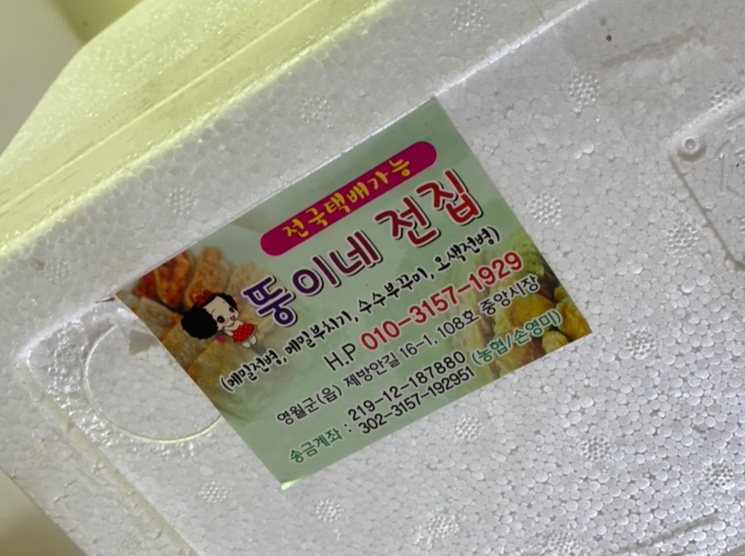 전국택배가능
뚱이네 전집
(메밀전병, 메밀부치기, 수수부꾸미, 오색전병)
H.P 010-3157-1929
영월군(읍) 제방안길 16-1, 108호 중앙시장
송금계좌 : 219-12-187880 (농협/손영미)
302-3157-192951